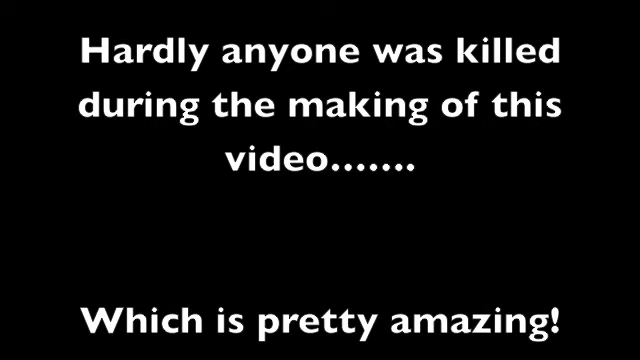 Hardly anyone was killed
during the making of this
video.......
Which is pretty amazing!